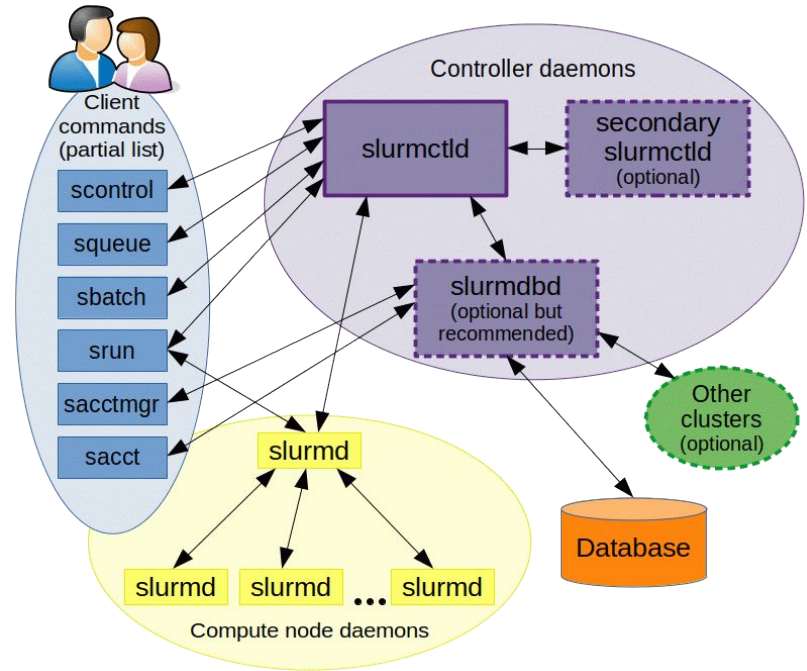 Client
commands
(partial list)
scontrol
squeue
sbatch
srun
sacctmgr
sacct
Controller daemons
slurmctld
secondary
slurmctld
(optional)
slurmdbd
(optional but
recommended)
Other
clusters
(optional)
Database
slurmd
slurmd
slurmd
...
slurmd
Compute node daemons